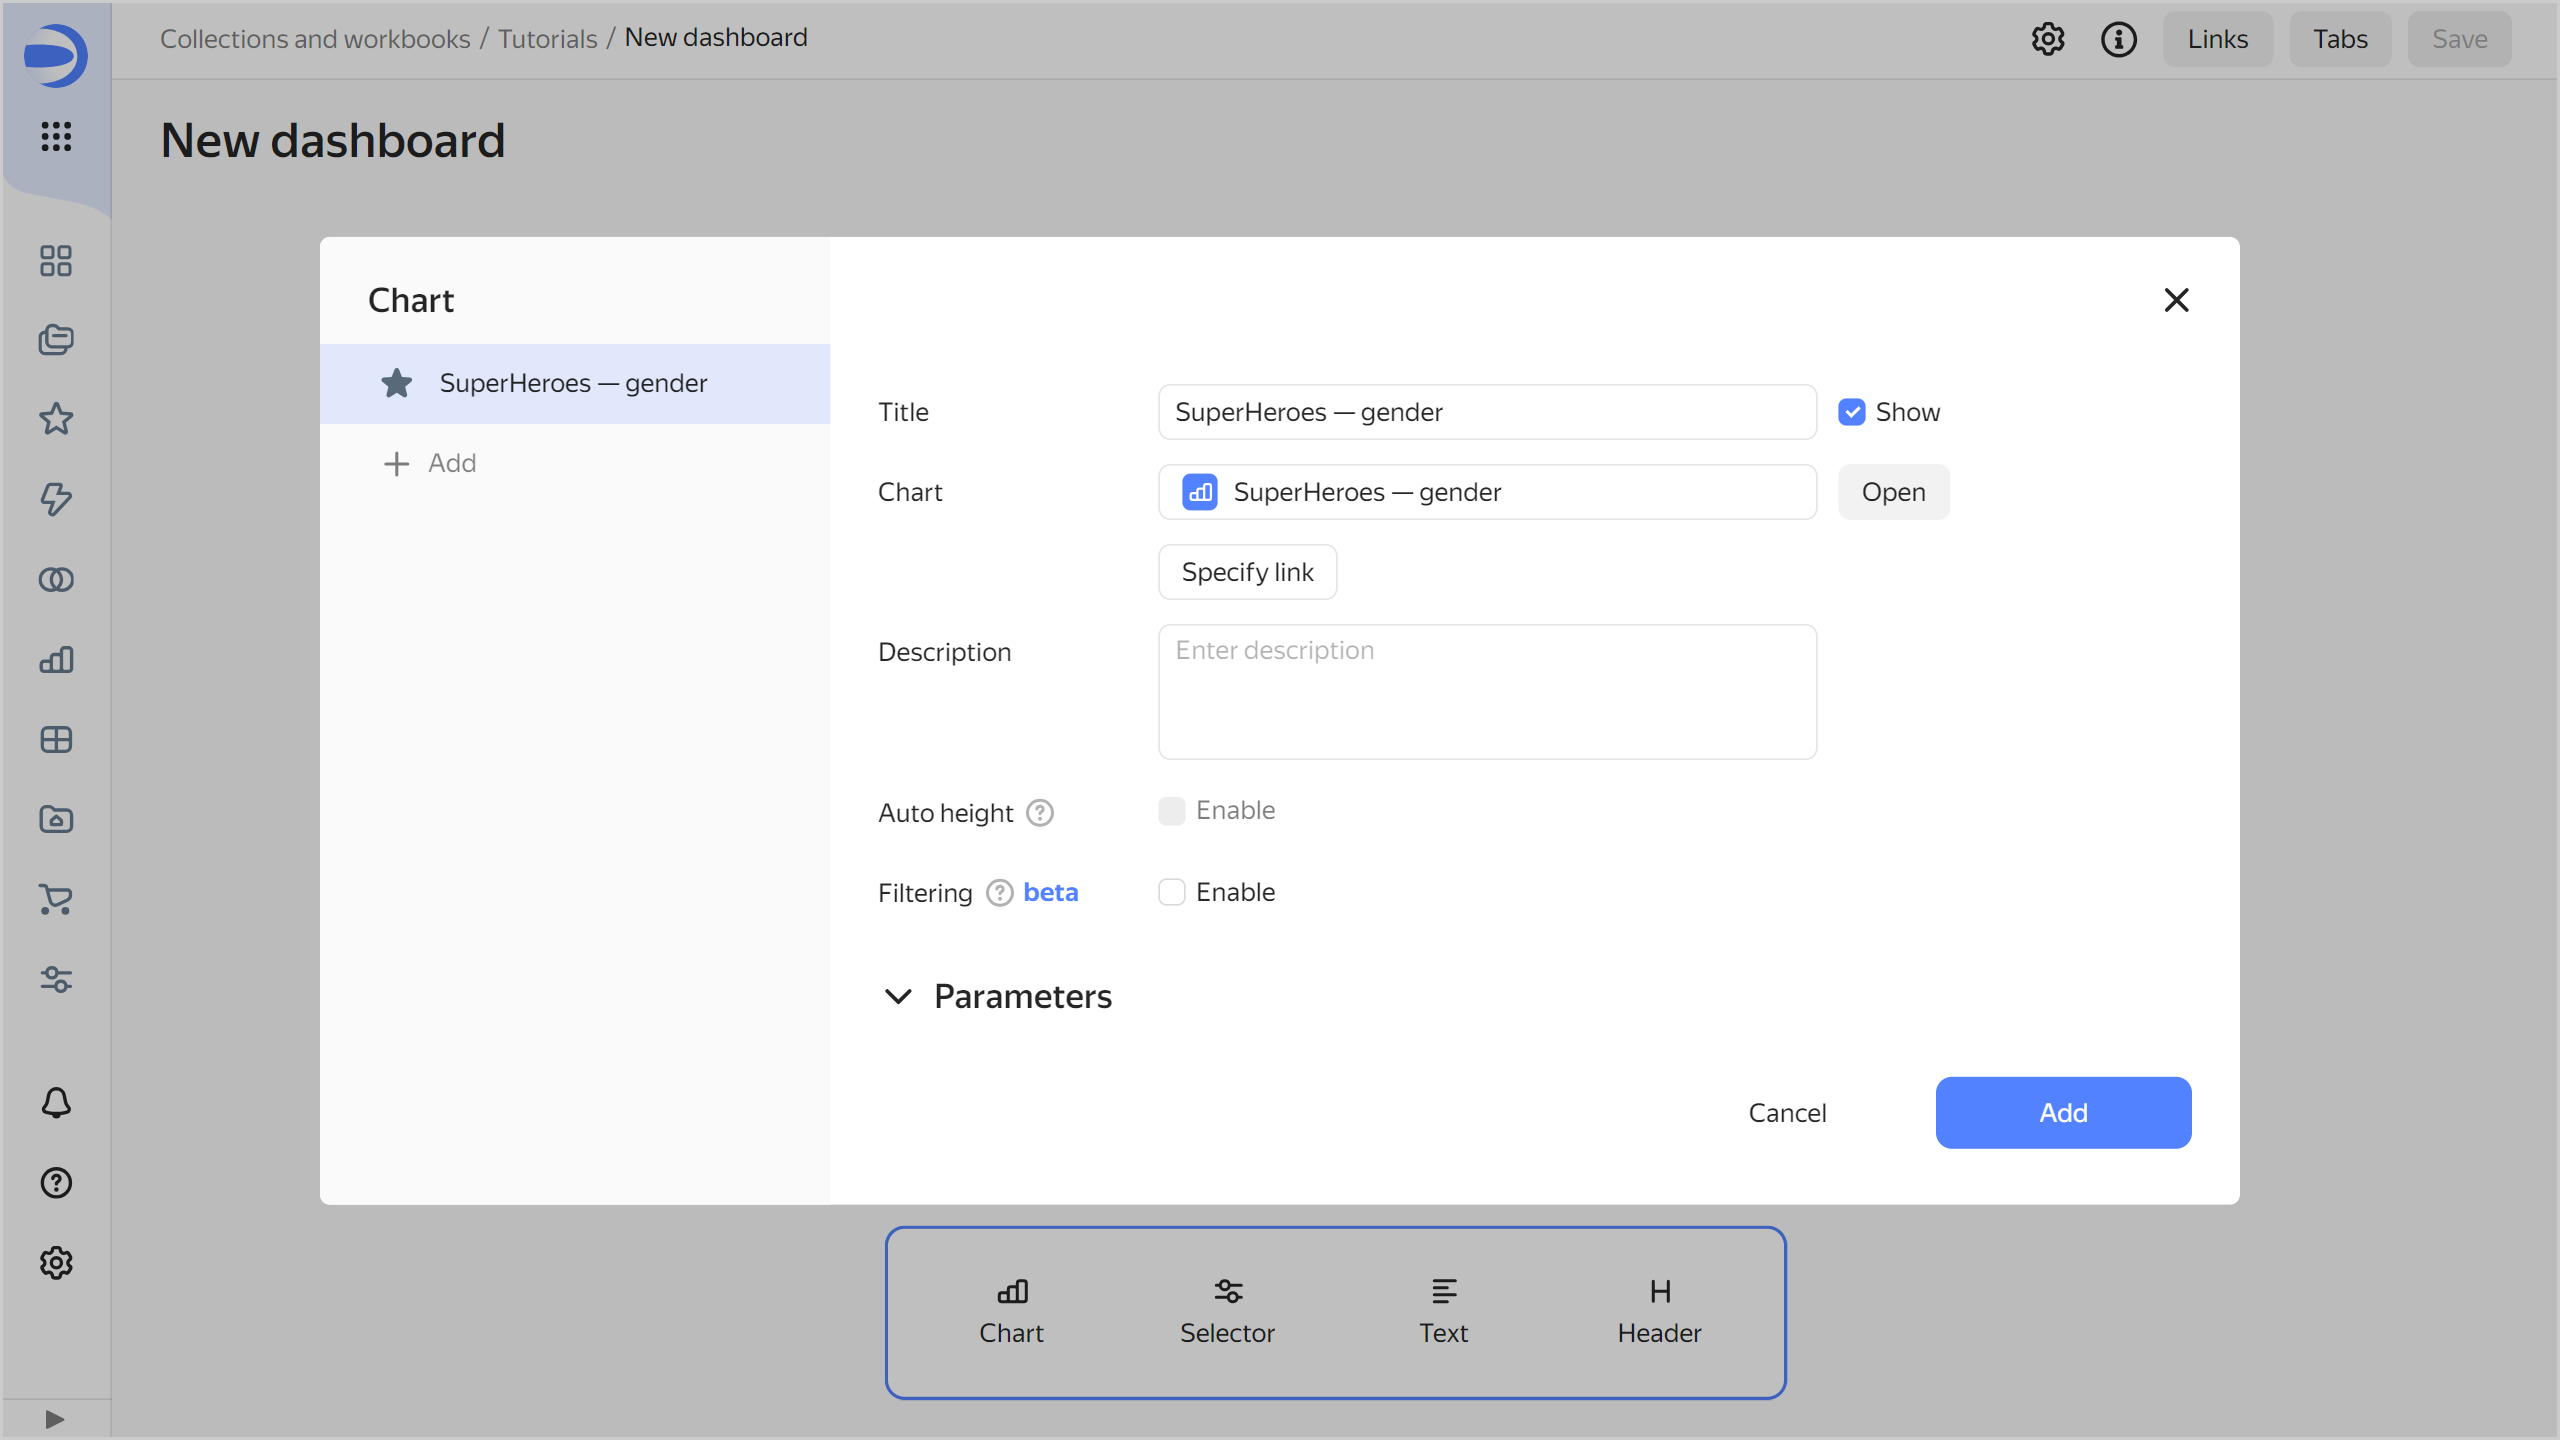 Collections and workbooks / Tutorials / New dashboard
Links
Tabs
Save
New dashboard
Chart
SuperHeroes — gender
Add
Title
SuperHeroes — gender
Show
Chart
SuperHeroes — gender
Open
Specify link
Description
Enter description
Auto height
Enable
Filtering
beta
Enable
Parameters
Cancel
Add
Chart
Selector
Text
H
Header